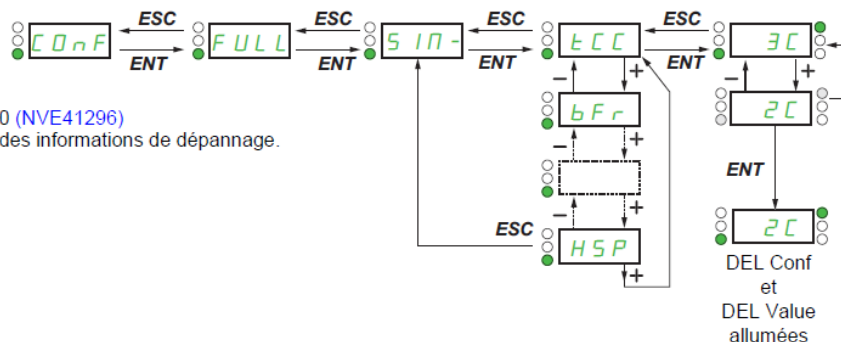 ESC ESC ESC ESC
COnF FULL SIM- tCC 3C
ENT ENT ENT ENT
- + - +
bFr 2C
0 (NVE41296)
des informations de dépannage.
- +
ENT
- +
ESC
HSP 2C
+
DEL Conf
et
DEL Value
allumées